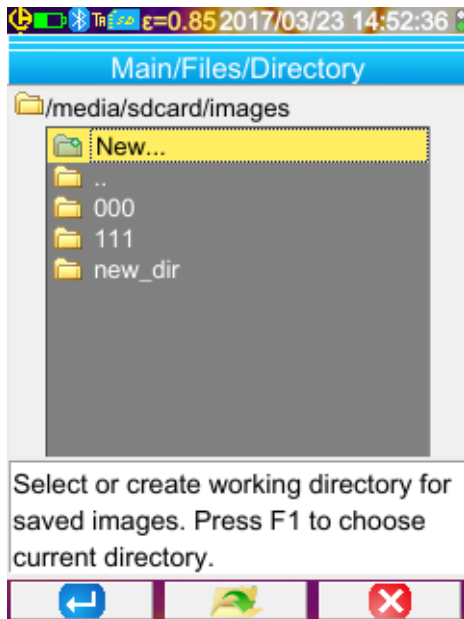 ε=0.85 2017/03/23 14:52:36
Main/Files/Directory
/media/sdcard/images
New...
..
000
111
new_dir
Select or create working directory for
saved images. Press F1 to choose
current directory.